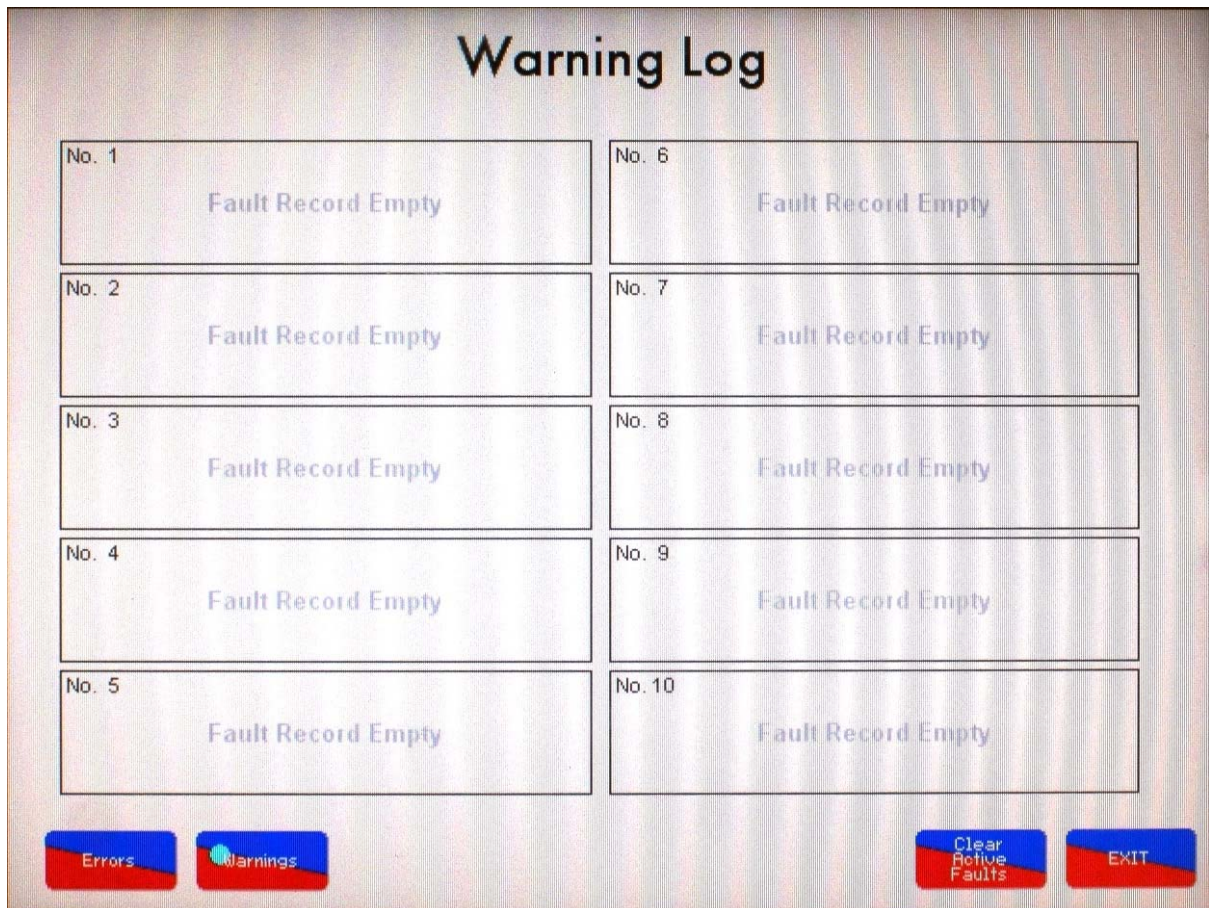 Warning Log
No. 1
Fault Record Empty
No. 2
Fault Record Empty
No. 3
Fault Record Empty
No. 4
Fault Record Empty
No. 5
Fault Record Empty
No. 6
Fault Record Empty
No. 7
Fault Record Empty
No. 8
Fault Record Empty
No. 9
Fault Record Empty
No. 10
Fault Record Empty
Errors
Warnings
Clear
Active
Faults
EXIT